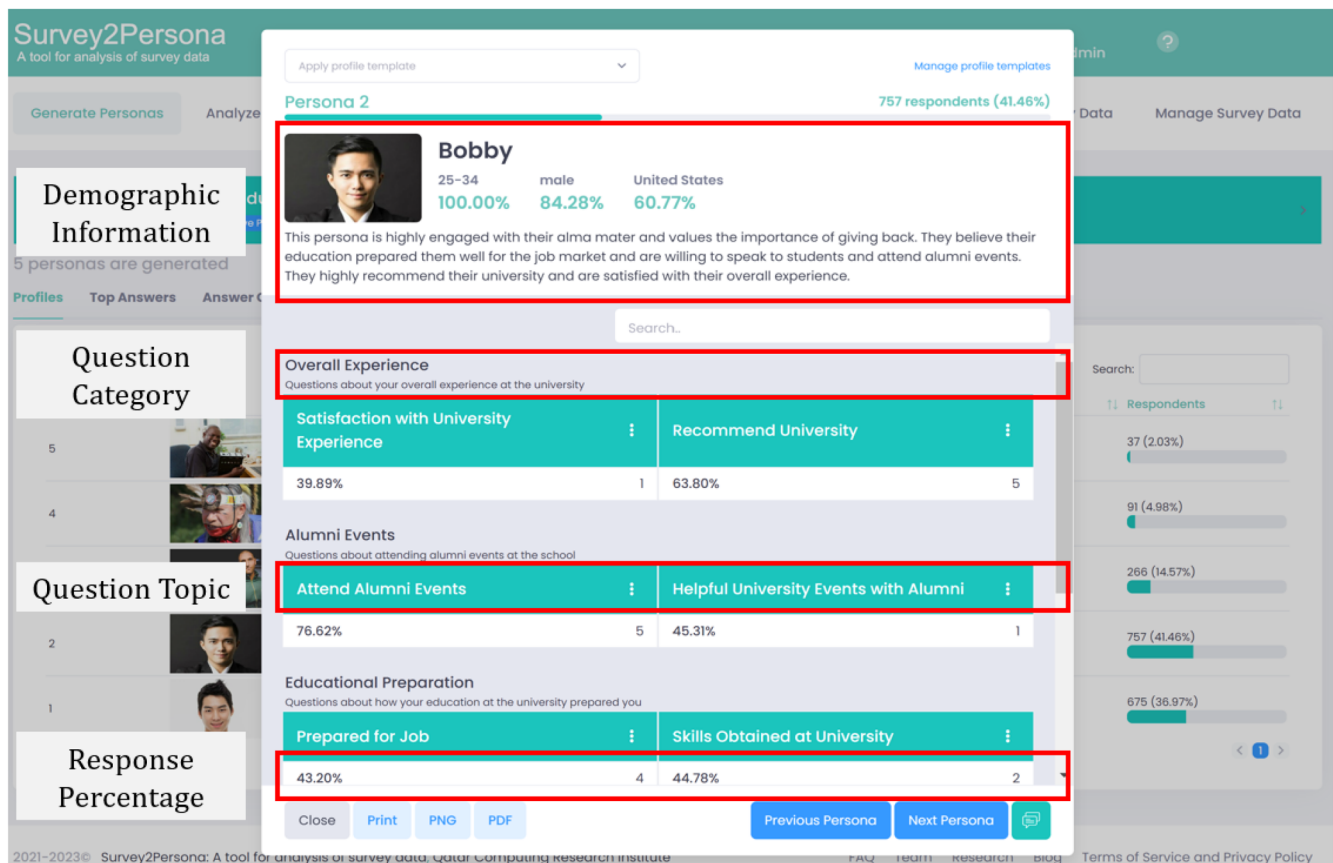 Survey2Persona
A tool for analysis of survey data
dmin
?
Generate Personas
Analyze
Data
Manage Survey Data
Apply profile template
Manage profile templates
Persona 2
757 respondents (41.46%)
Bobby
25-34 male United States
100.00% 84.28% 60.77%
This persona is highly engaged with their alma mater and values the importance of giving back. They believe their
education prepared them well for the job market and are willing to speak to students and attend alumni events.
They highly recommend their university and are satisfied with their overall experience.
Demographic
Information
5 personas are generated
Profiles Top Answers Answer
Search..
Question
Category
Overall Experience
Questions about your overall experience at the university
Satisfaction with University
Experience
Recommend University
39.89% 1 63.80% 5
Alumni Events
Questions about attending alumni events at the school
Question Topic
Attend Alumni Events
Helpful University Events with Alumni
76.62% 5 45.31% 1
Educational Preparation
Questions about how your education at the university prepared you
Prepared for Job
Skills Obtained at University
Response
Percentage
43.20% 4 44.78% 2
Search:
Respondents
5
37 (2.03%)
4
91 (4.98%)
266 (14.57%)
2
757 (41.46%)
1
675 (36.97%)
< 1 >
Close Print PNG PDF
Previous Persona Next Persona
2021-2023© Survey2Persona: A tool for analysis of survey data, Qatar Computing Research Institute
FAQ Team Research Blog Terms of Service and Privacy Policy